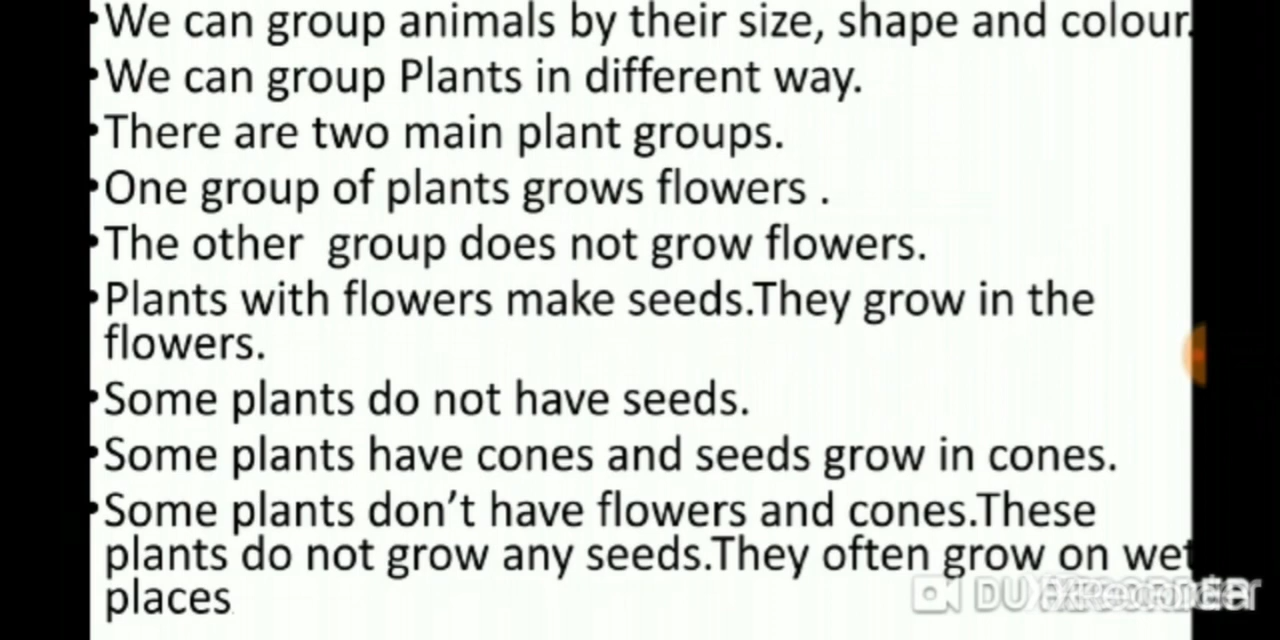 •We can group animals by their size, shape and colour.
•We can group Plants in different way.
•There are two main plant groups.
•One group of plants grows flowers .
•The other  group does not grow flowers.
•Plants with flowers make seeds.They grow in the
flowers.
•Some plants do not have seeds.
•Some plants have cones and seeds grow in cones.
•Some plants don’t have flowers and cones.These
plants do not grow any seeds.They often grow on wet
places
DU